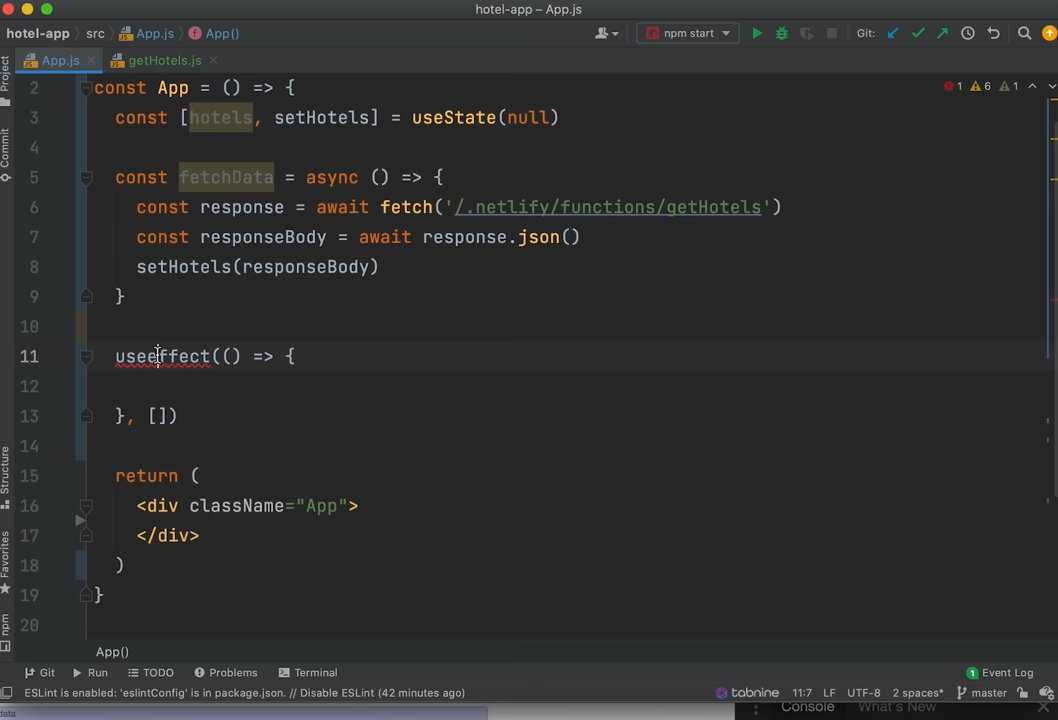 hotel-app – App.js
hotel-app src App.js App()
npm start Git:
App.js getHotels.js
1 6 1
2 const App = () => {
3 const [hotels, setHotels] = useState(null)
4
5 const fetchData = async () => {
6 const response = await fetch('/.netlify/functions/getHotels')
7 const responseBody = await response.json()
8 setHotels(responseBody)
9 }
10
11 useeffect(() => {
12
13 }, [])
14
15 return (
16 <div className="App">
17 </div>
18 )
19 }
20
Project
Commit
Structure
Favorites
npm
App()
Git Run TODO Problems Terminal 1 Event Log
ESLint is enabled: 'eslintConfig' is in package.json. // Disable ESLint (42 minutes ago) tabnine 11:7 LF UTF-8 2 spaces* master
data Console What's New